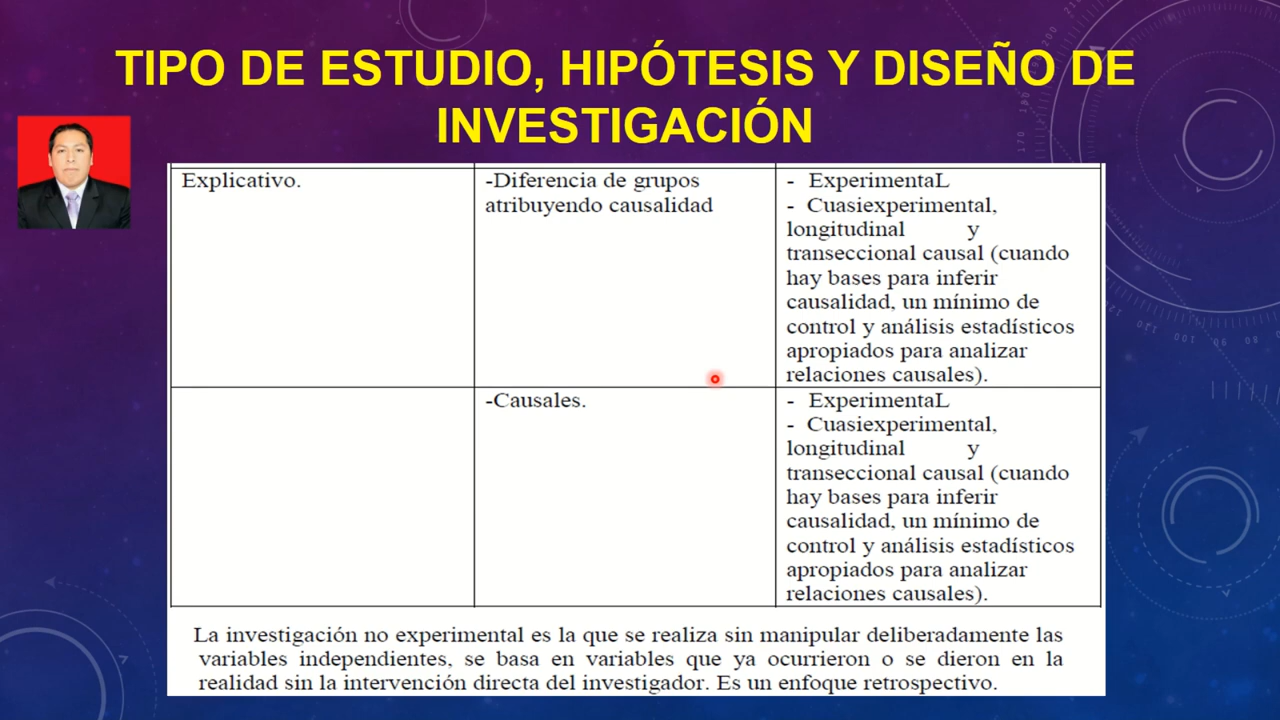 TIPO DE ESTUDIO, HIPÓTESIS Y DISEÑO DE
INVESTIGACIÓN
Explicativo.
-Diferencia de grupos
atribuyendo causalidad
- ExperimentaL
- Cuasiexperimental,
longitudinal y
transeccional causal (cuando
hay bases para inferir
causalidad, un mínimo de
control y análisis estadísticos
apropiados para analizar
relaciones causales).
-Causales.
- ExperimentaL
- Cuasiexperimental,
longitudinal y
transeccional causal (cuando
hay bases para inferir
causalidad, un mínimo de
control y análisis estadísticos
apropiados para analizar
relaciones causales).
La investigación no experimental es la que se realiza sin manipular deliberadamente las
variables independientes, se basa en variables que ya ocurrieron o se dieron en la
realidad sin la intervención directa del investigador. Es un enfoque retrospectivo.